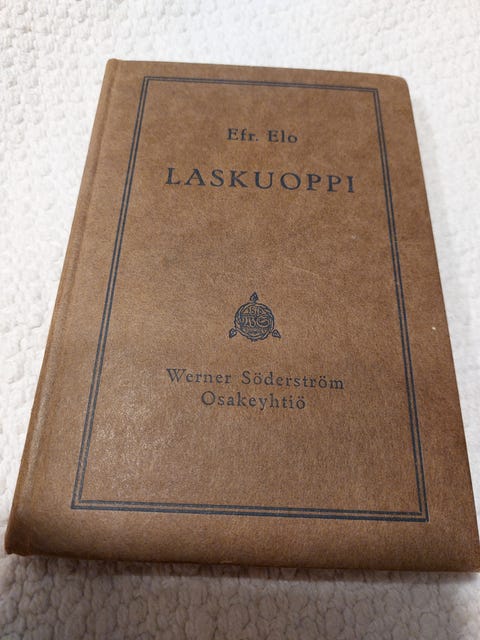 Efr. Elo
LASKUOPPI
Werner Söderström
Osakeyhtiö